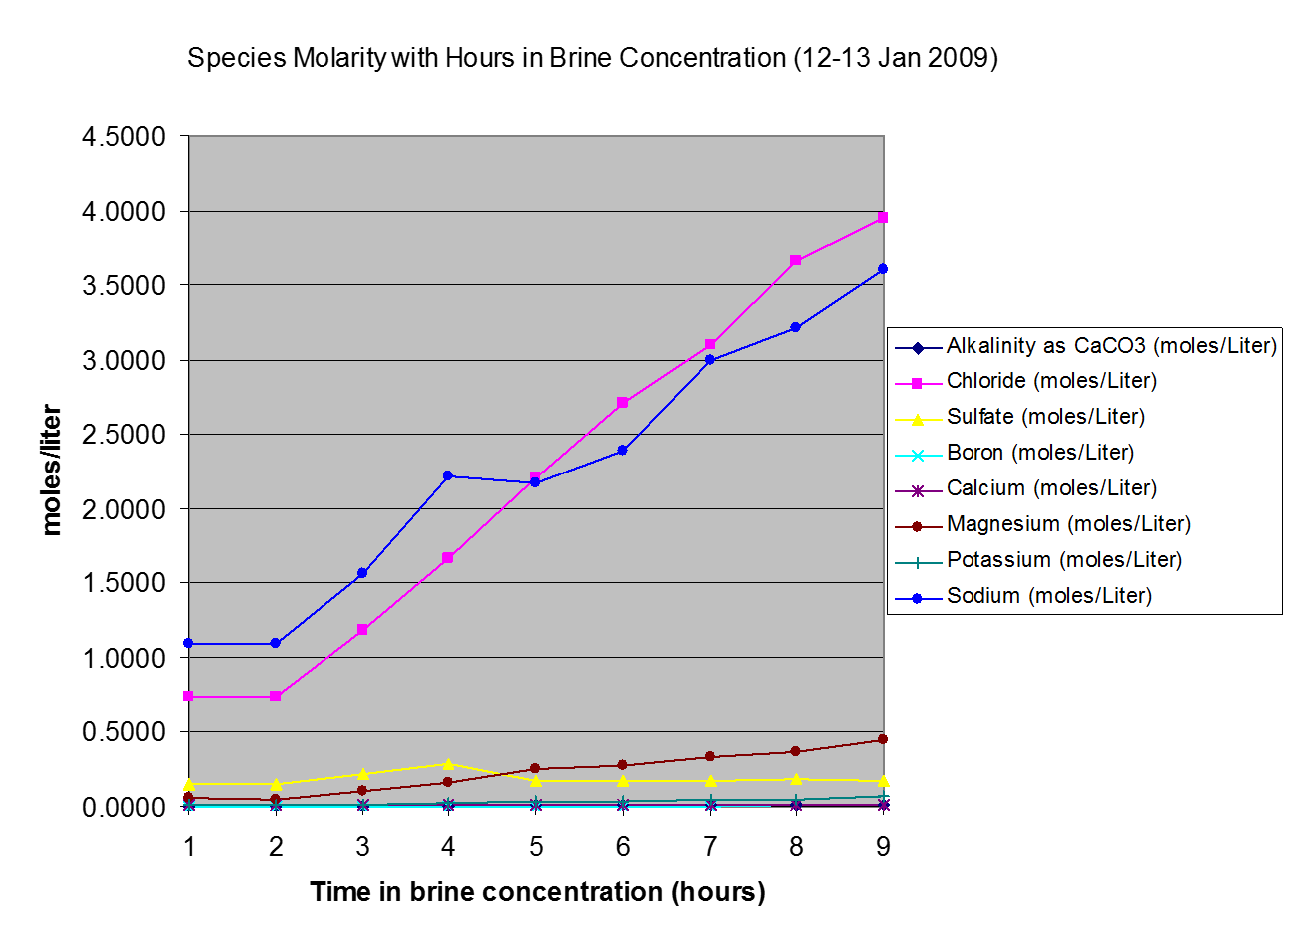 Species Molarity with Hours in Brine Concentration (12-13 Jan 2009)
4.5000
4.0000
3.5000
3.0000
2.5000
2.0000
1.5000
1.0000
0.5000
0.0000
moles/liter
1 2 3 4 5 6 7 8 9
Time in brine concentration (hours)
Alkalinity as CaCO3 (moles/Liter)
Chloride (moles/Liter)
Sulfate (moles/Liter)
Boron (moles/Liter)
Calcium (moles/Liter)
Magnesium (moles/Liter)
Potassium (moles/Liter)
Sodium (moles/Liter)